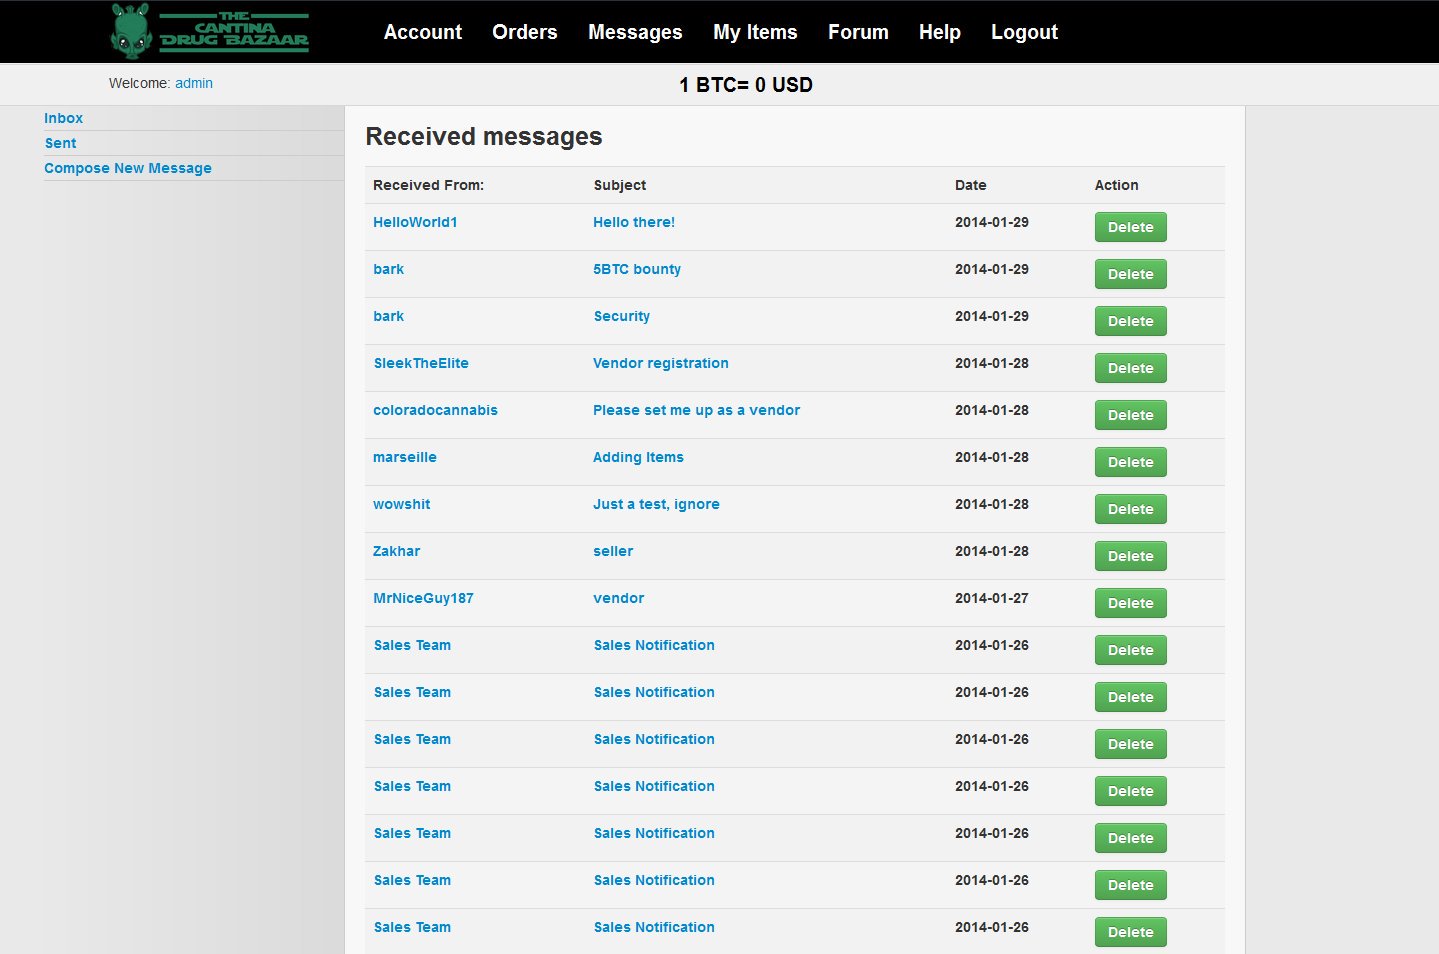 THE
CANTINA
DRUG BAZAAR
Account Orders Messages My Items Forum Help Logout
Welcome: admin
1 BTC= 0 USD
Inbox
Sent
Compose New Message
Received messages
Received From: Subject Date Action
HelloWorld1 Hello there! 2014-01-29 Delete
bark 5BTC bounty 2014-01-29 Delete
bark Security 2014-01-29 Delete
SleekTheElite Vendor registration 2014-01-28 Delete
coloradocannabis Please set me up as a vendor 2014-01-28 Delete
marseille Adding Items 2014-01-28 Delete
wowshit Just a test, ignore 2014-01-28 Delete
Zakhar seller 2014-01-28 Delete
MrNiceGuy187 vendor 2014-01-27 Delete
Sales Team Sales Notification 2014-01-26 Delete
Sales Team Sales Notification 2014-01-26 Delete
Sales Team Sales Notification 2014-01-26 Delete
Sales Team Sales Notification 2014-01-26 Delete
Sales Team Sales Notification 2014-01-26 Delete
Sales Team Sales Notification 2014-01-26 Delete
Sales Team Sales Notification 2014-01-26 Delete